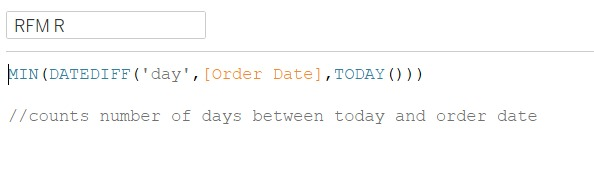 RFM R
MIN(DATEDIFF('day',[Order Date],TODAY()))
//counts number of days between today and order date